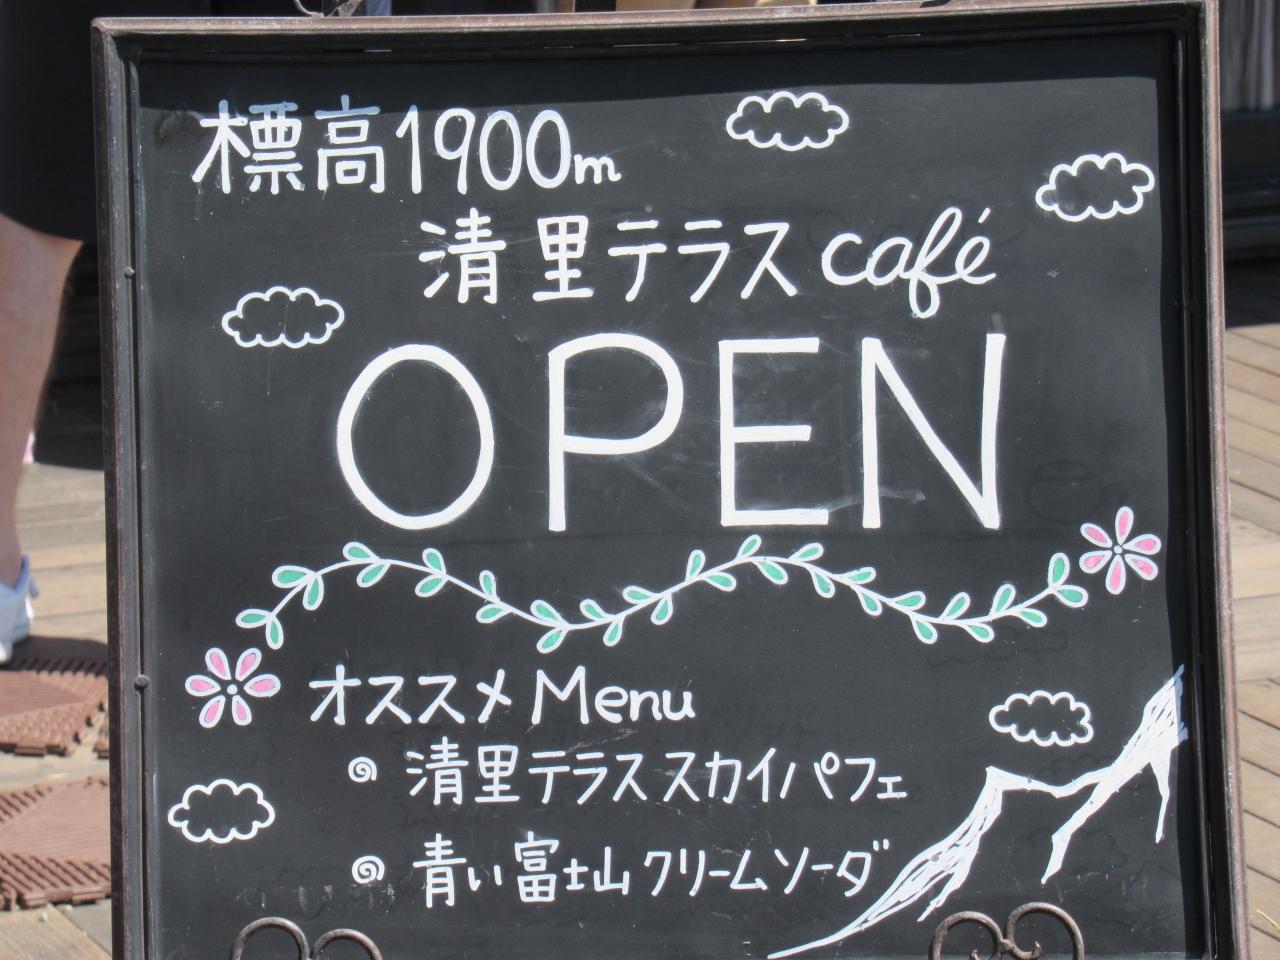 標高1900m
清里テラスcafé
OPEN
オススメMenu
清里テラススカイパフェ
青い富士山クリームソーダ